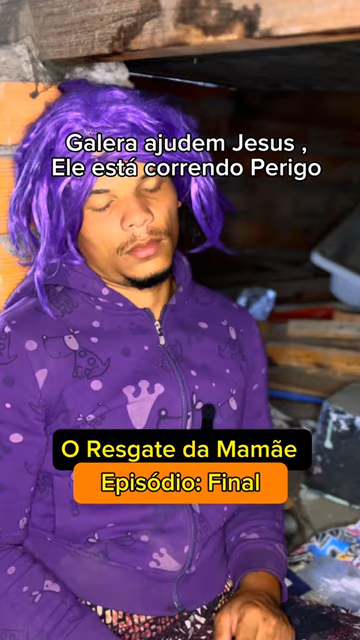 Galera ajudem Jesus ,
Ele está correndo Perigo
O Resgate da Mamãe
Episódio: Final